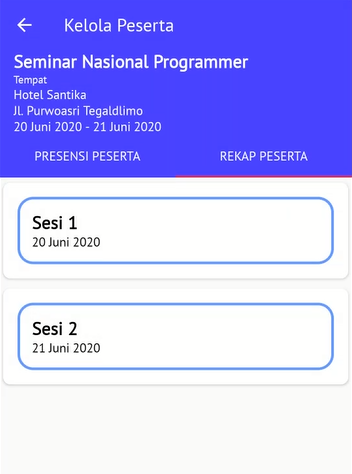 Kelola Peserta
Seminar Nasional Programmer
Tempat
Hotel Santika
Jl. Purwoasri Tegaldlimo
20 Juni 2020 - 21 Juni 2020
PRESENSI PESERTA
REKAP PESERTA
Sesi 1
20 Juni 2020
Sesi 2
21 Juni 2020